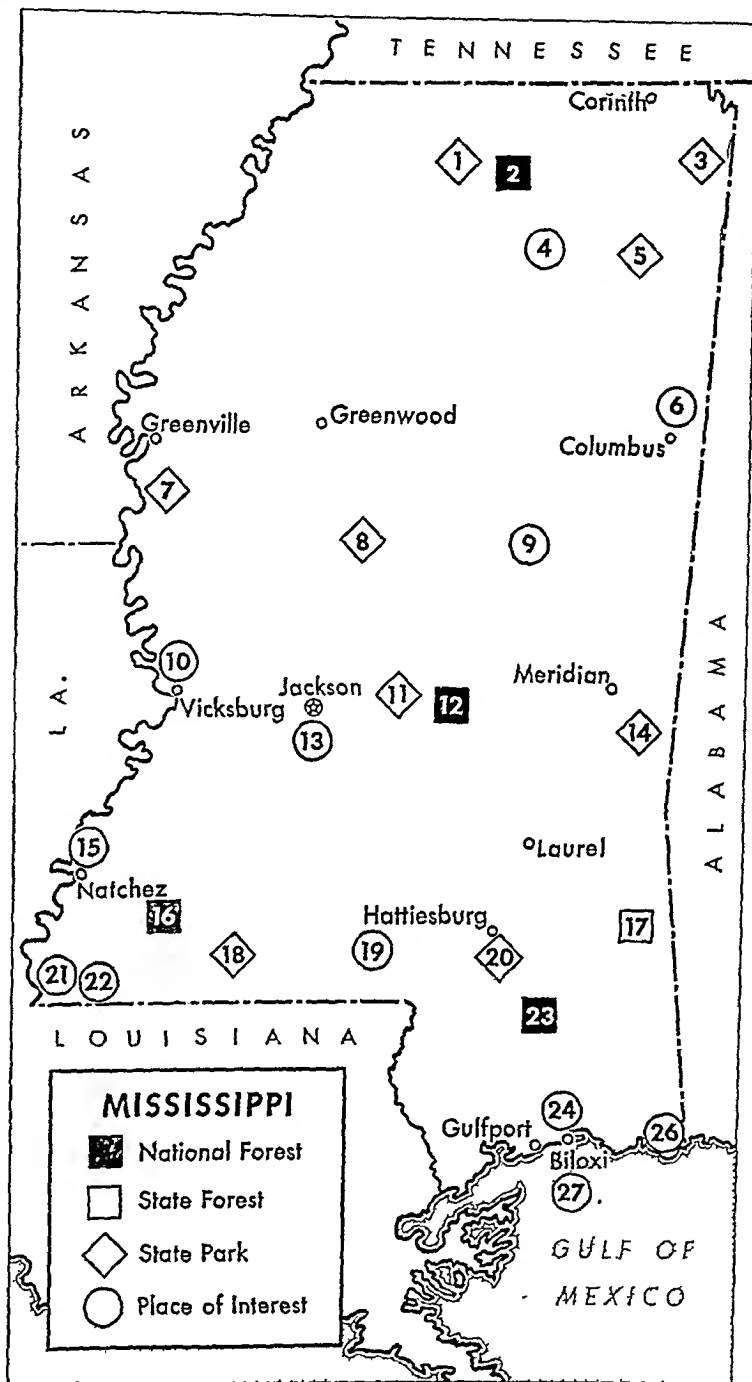 TENNESSEE
Corinth
ARKANSAS
1
2
3
4
5
6
Greenville
Greenwood
Columbus
7
8
9
10
Vicksburg
Jackson
11
12
Meridian
13
14
LA.
ALABAMA
15
Natchez
Laurel
16
Hattiesburg
17
18
19
20
21
22
23
LOUISIANA
MISSISSIPPI
National Forest
State Forest
State Park
Place of Interest
24
Gulfport
Biloxi
26
27
GULF OF
MEXICO